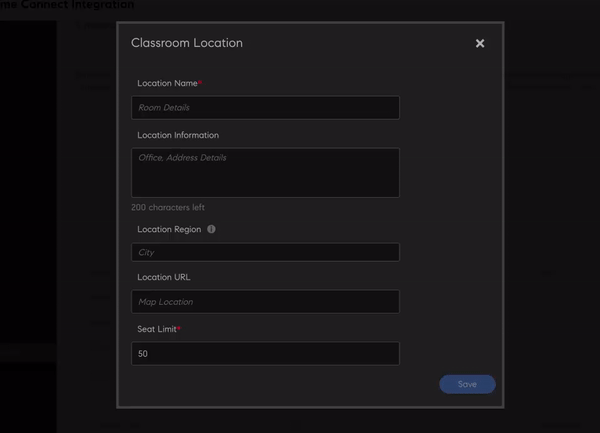 me Connect Integration
Classroom Location
Location Name*
Room Details
Location Information
Office, Address Details
200 characters left
Location Region
City
Location URL
Map Location
Seat Limit*
50
Save